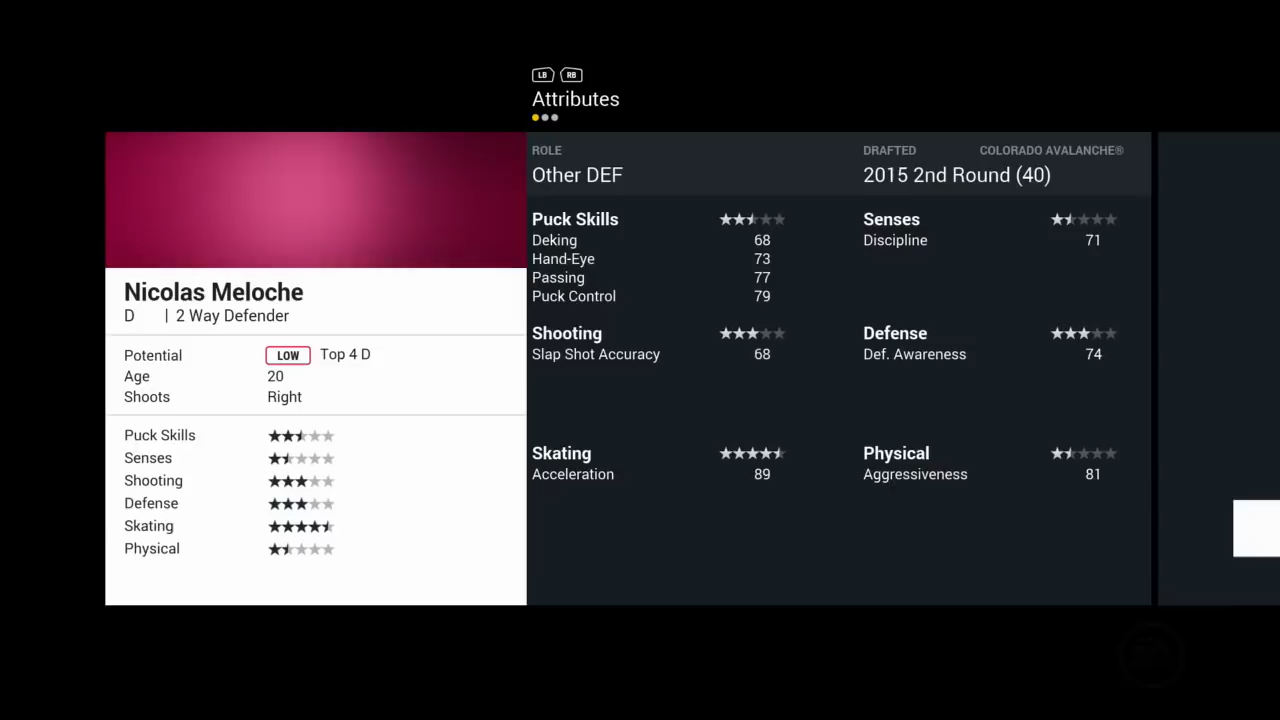 LB RB
Attributes
ROLE DRAFTED COLORADO AVALANCHE®
Other DEF 2015 2nd Round (40)
Nicolas Meloche
D | 2 Way Defender
Potential LOW Top 4 D
Age 20
Shoots Right
Puck Skills
Senses
Shooting
Defense
Skating
Physical
Puck Skills
Deking 68
Hand-Eye 73
Passing 77
Puck Control 79
Senses
Discipline 71
Shooting
Slap Shot Accuracy 68
Defense
Def. Awareness 74
Skating
Acceleration 89
Physical
Aggressiveness 81